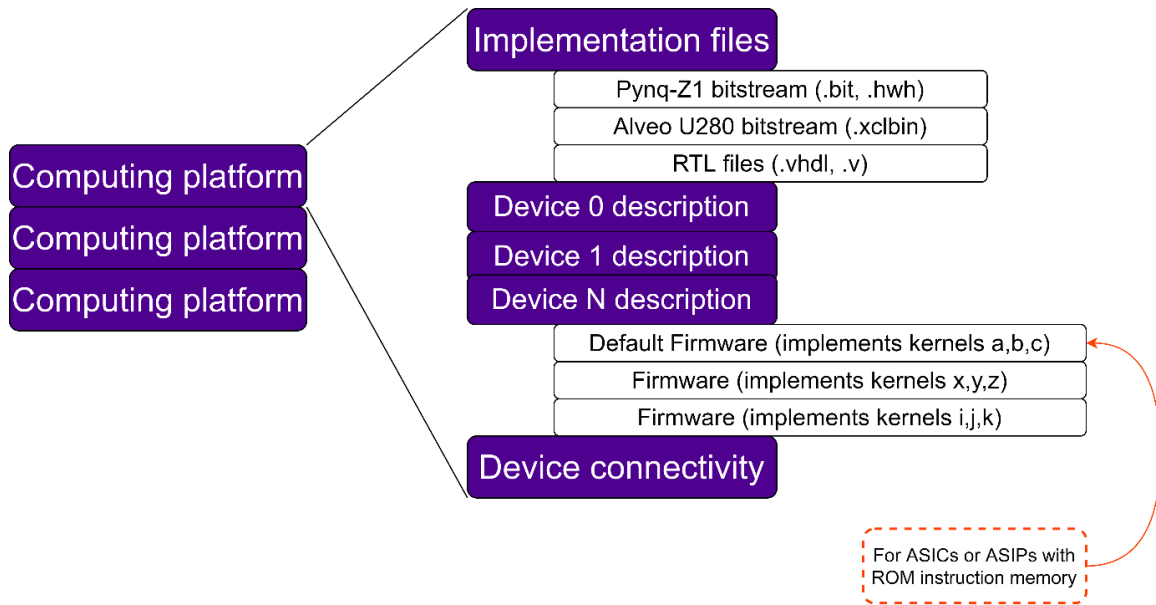 Computing platform
Computing platform
Computing platform
Implementation files
Pynq-Z1 bitstream (.bit, .hwh)
Alveo U280 bitstream (.xclbin)
RTL files (.vhdl, .v)
Device 0 description
Device 1 description
Device N description
Default Firmware (implements kernels a,b,c)
Firmware (implements kernels x,y,z)
Firmware (implements kernels i,j,k)
Device connectivity
For ASICs or ASIPs with
ROM instruction memory